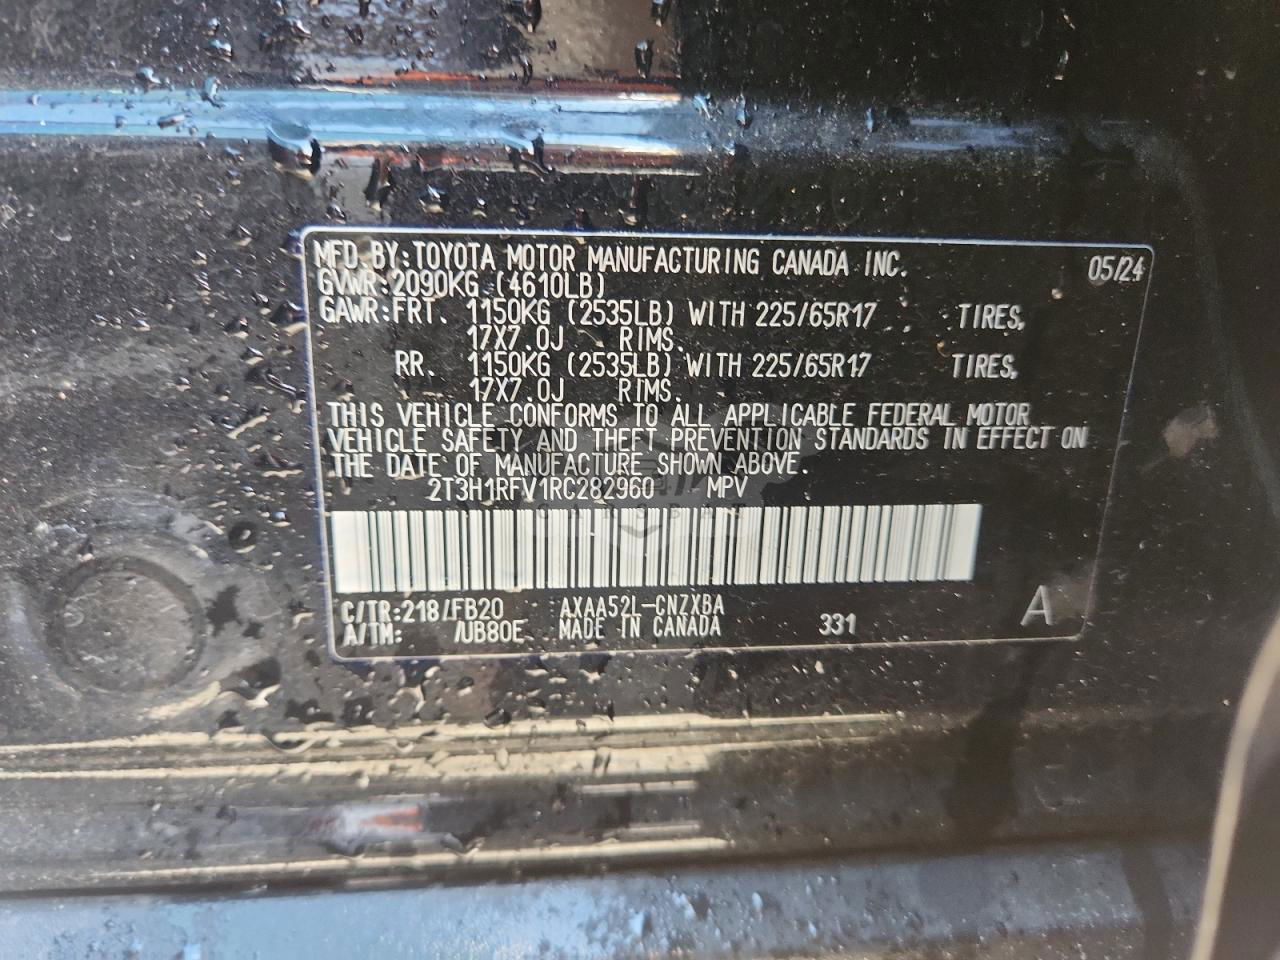 MFD. BY: TOYOTA MOTOR MANUFACTURING CANADA INC. 05/24
GVWR: 2090KG (4610LB)
GAWR: FRT. 1150KG (2535LB) WITH 225/65R17 TIRES,
17X7.0J RIMS.
RR. 1150KG (2535LB) WITH 225/65R17 TIRES,
17X7.0J RIMS.
THIS VEHICLE CONFORMS TO ALL APPLICABLE FEDERAL MOTOR
VEHICLE SAFETY AND THEFT PREVENTION STANDARDS IN EFFECT ON
THE DATE OF MANUFACTURE SHOWN ABOVE.
2T3H1RFV1RC282960 MPV
C/TR: 218/FB20 AXAA52L-CNZXBA
A/TM: /UB80E MADE IN CANADA 331 A